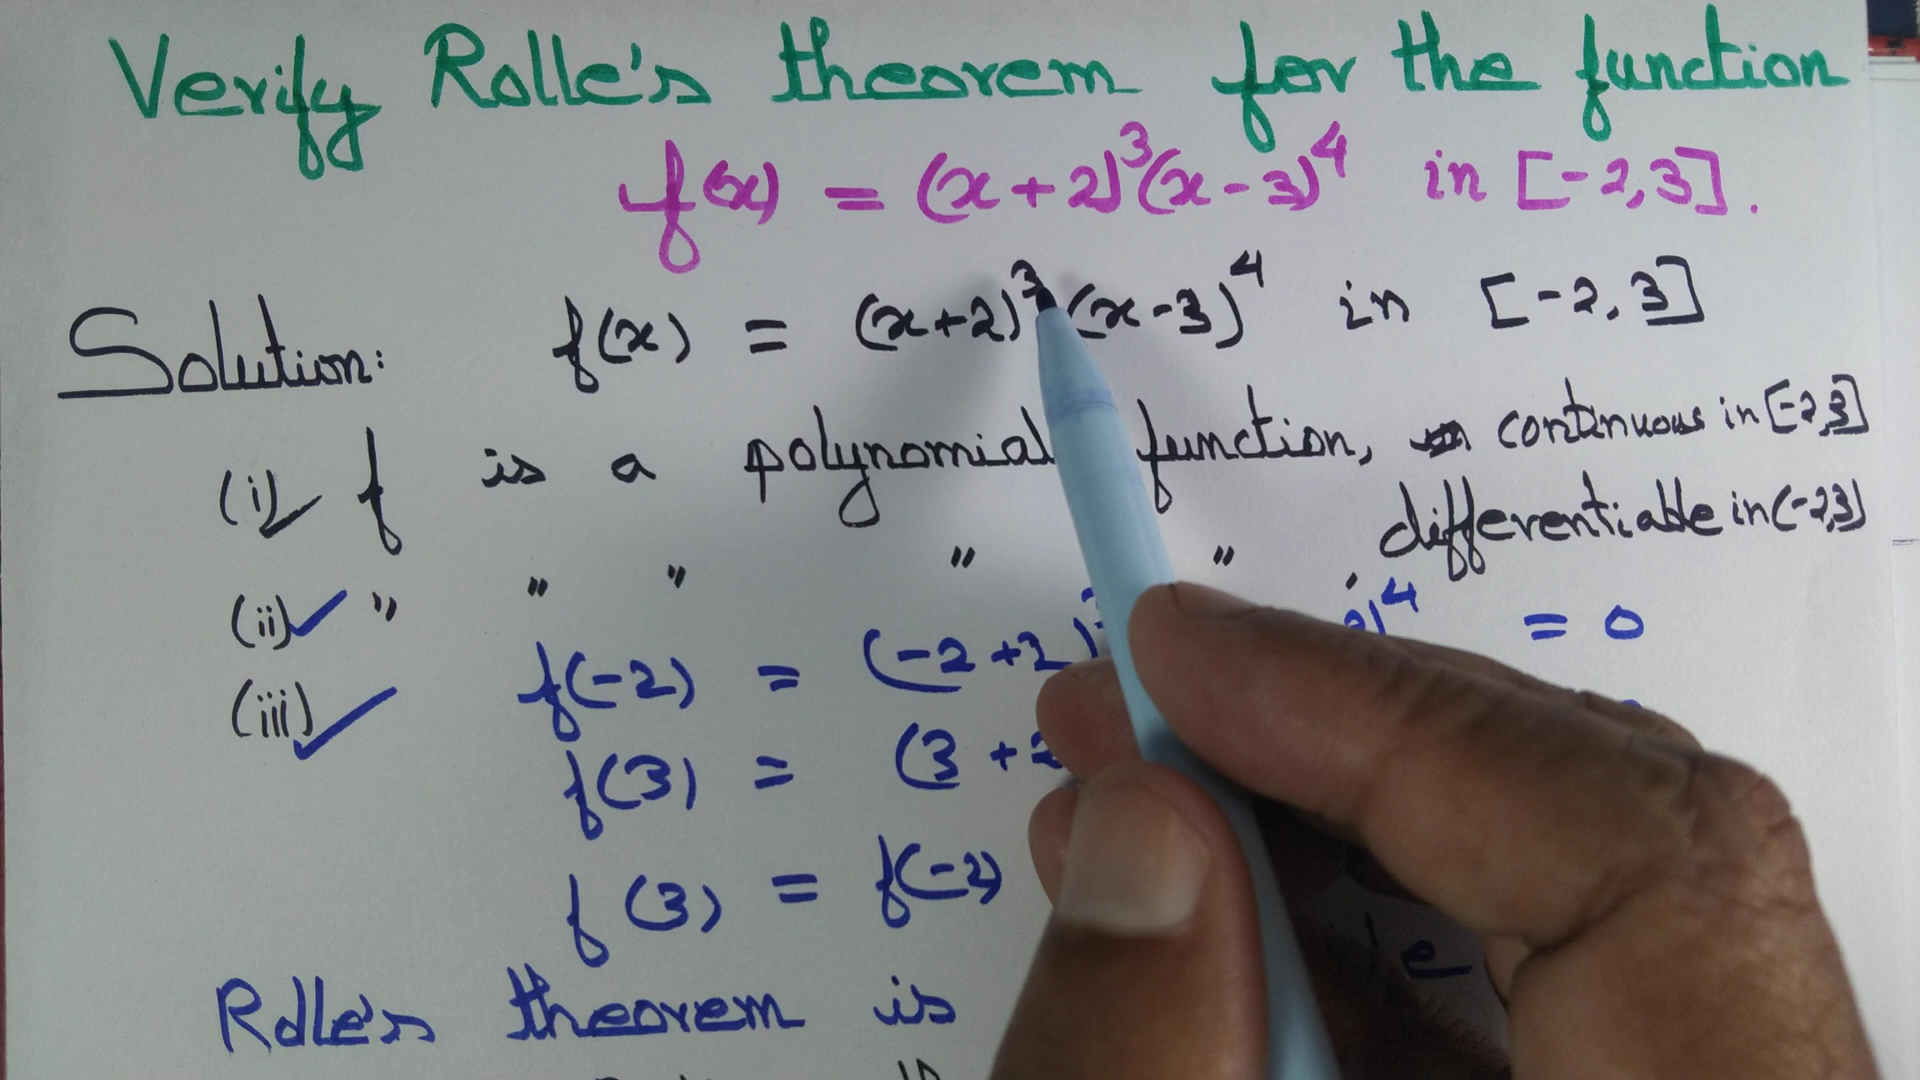 Verify Rolle's theorem for the function
f(x) = (x+2)³(x-3)⁴ in [-2,3].
Solution: f(x) = (x+2)³(x-3)⁴ in [-2,3]
(i) ✓ f is a polynomial function, continuous in [-2,3]
(ii) ✓ " " " " " differentiable in (-2,3)
(iii) ✓ f(-2) = (-2+2) ⁴ = 0
f(3) = (3+2
f(3) = f(-2)
Rolle's theorem is